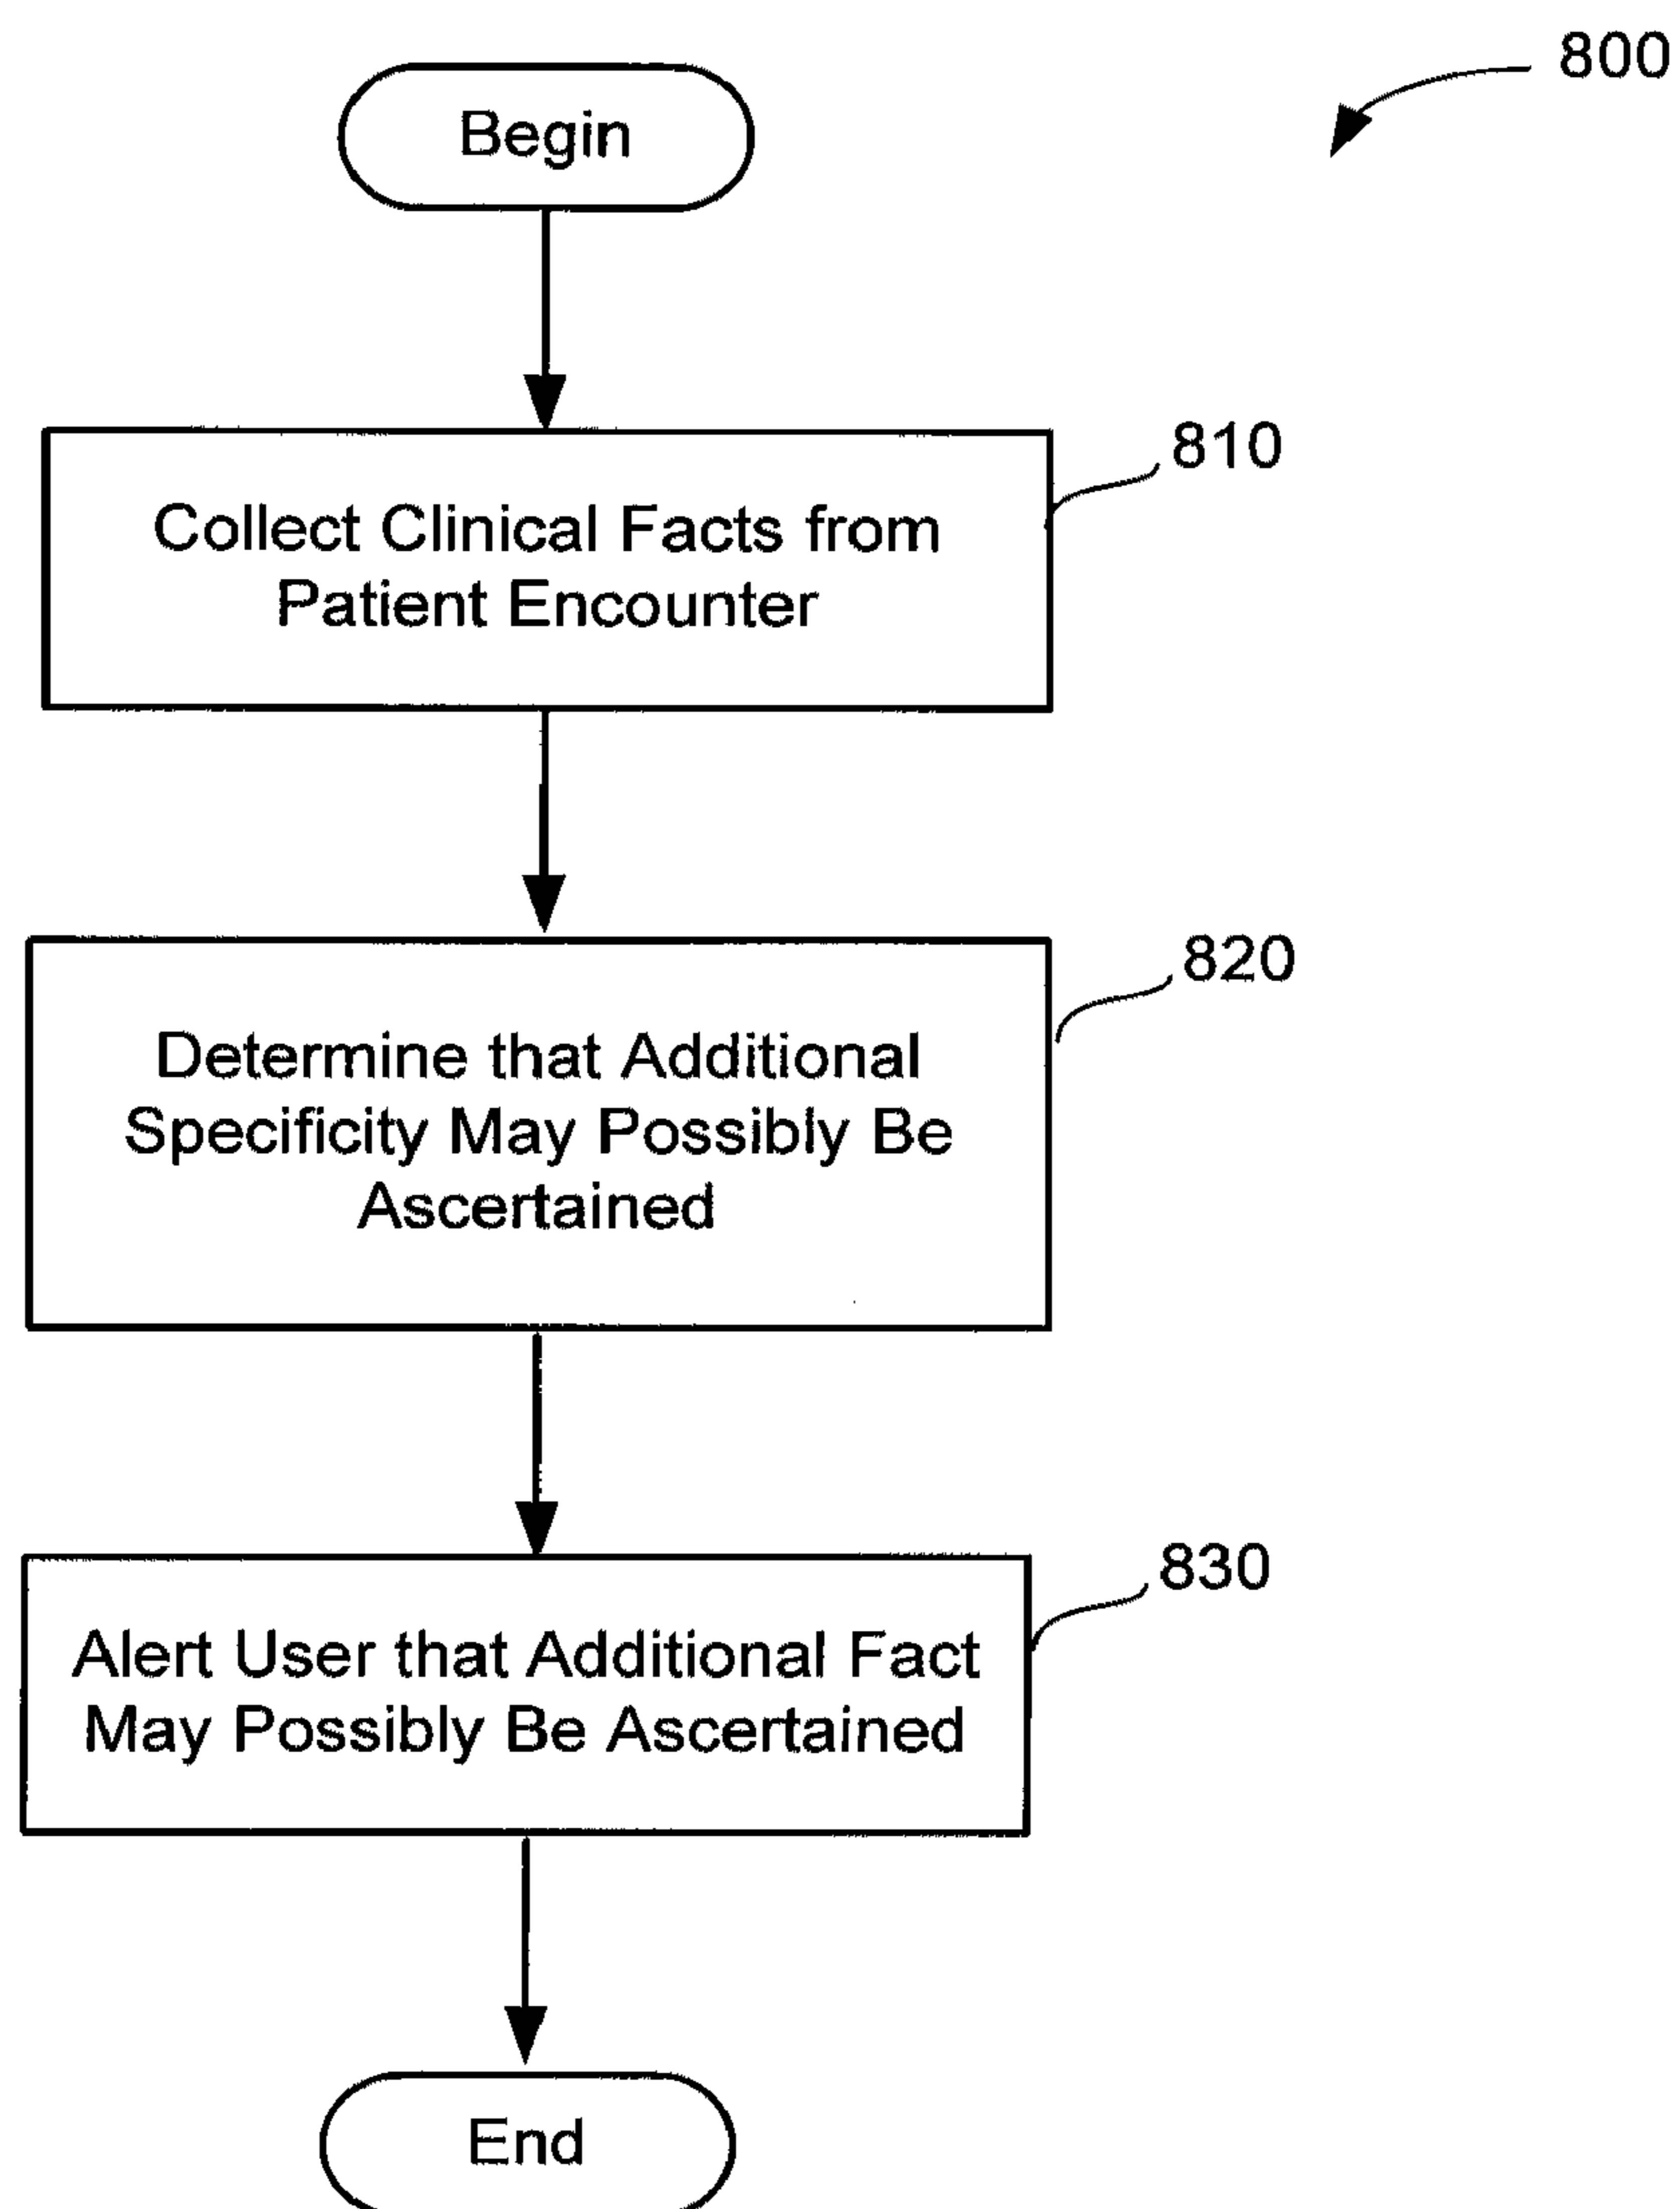 800
Begin
810
Collect Clinical Facts from
Patient Encounter
820
Determine that Additional
Specificity May Possibly Be
Ascertained
830
Alert User that Additional Fact
May Possibly Be Ascertained
End